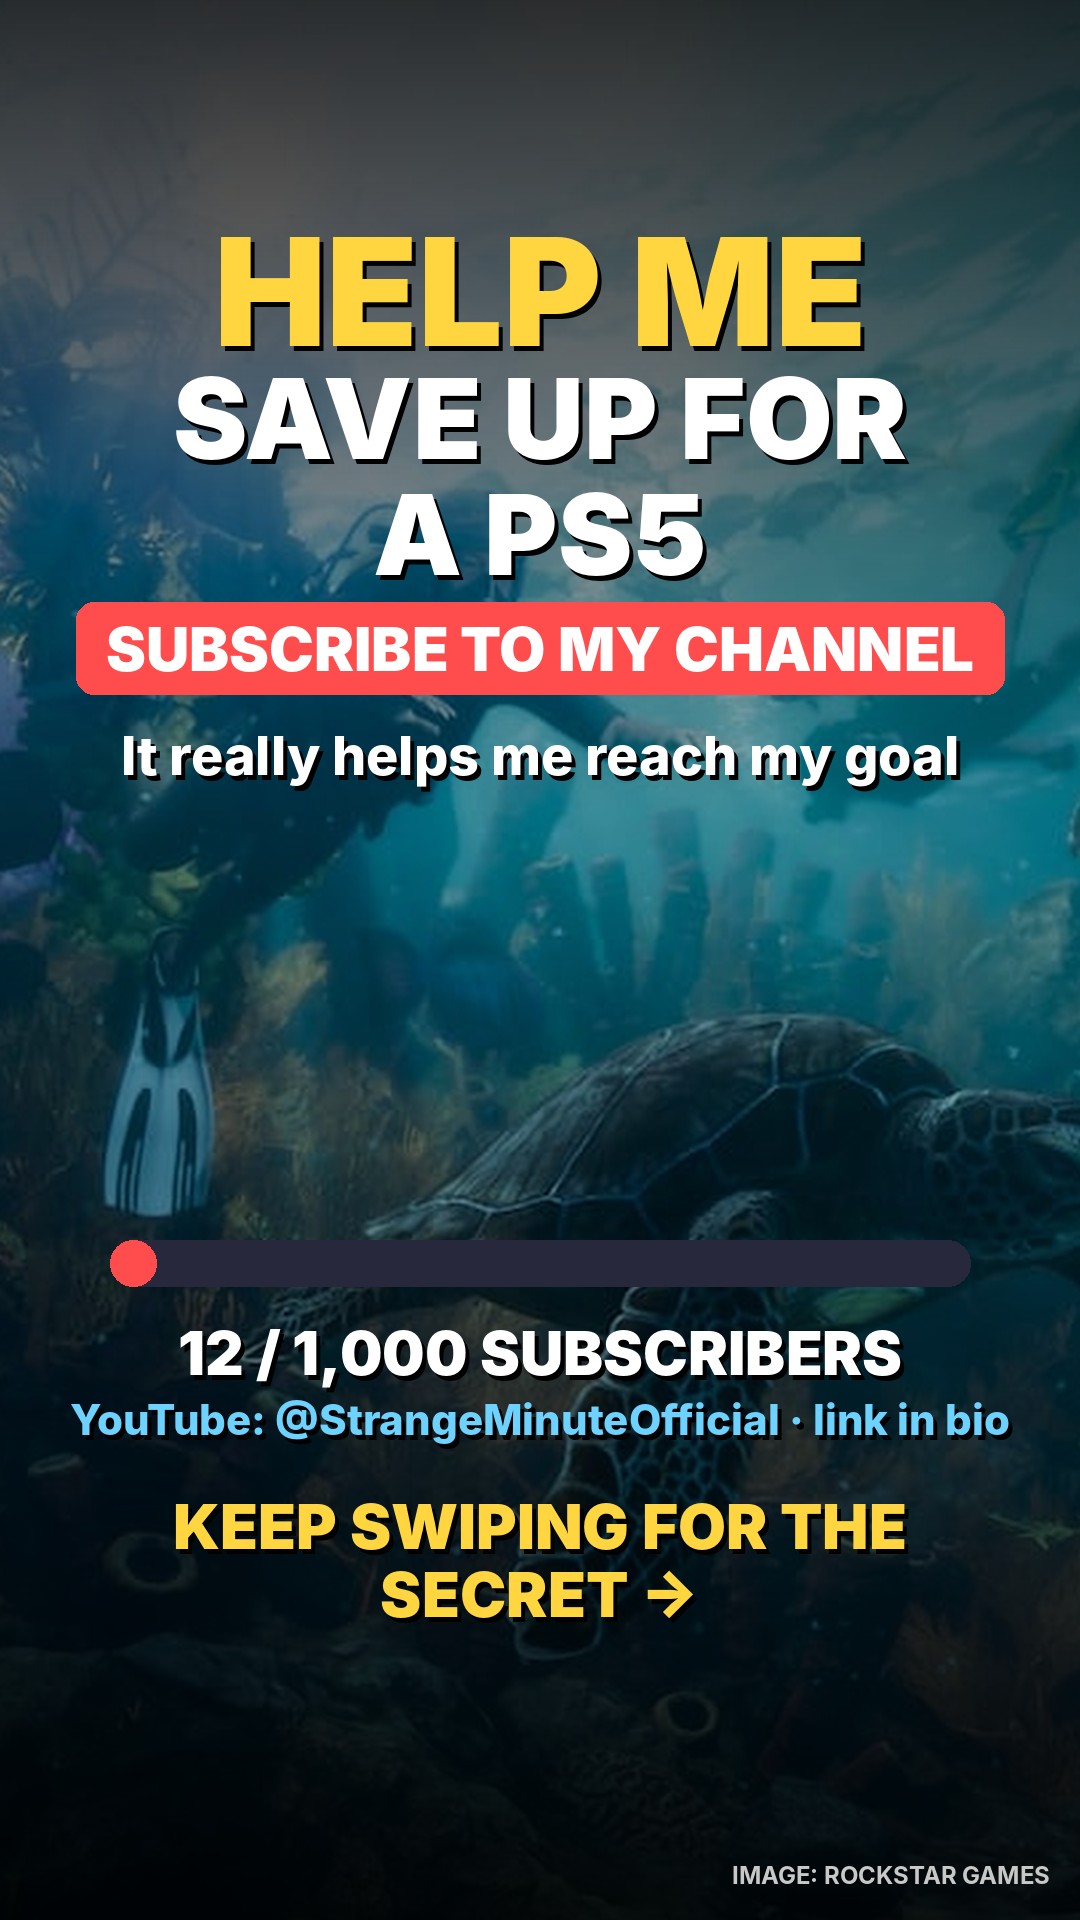 HELP ME
SAVE UP FOR
A PS5
SUBSCRIBE TO MY CHANNEL
It really helps me reach my goal
12 / 1,000 SUBSCRIBERS
YouTube: @StrangeMinuteOfficial · link in bio
KEEP SWIPING FOR THE
SECRET →
IMAGE: ROCKSTAR GAMES